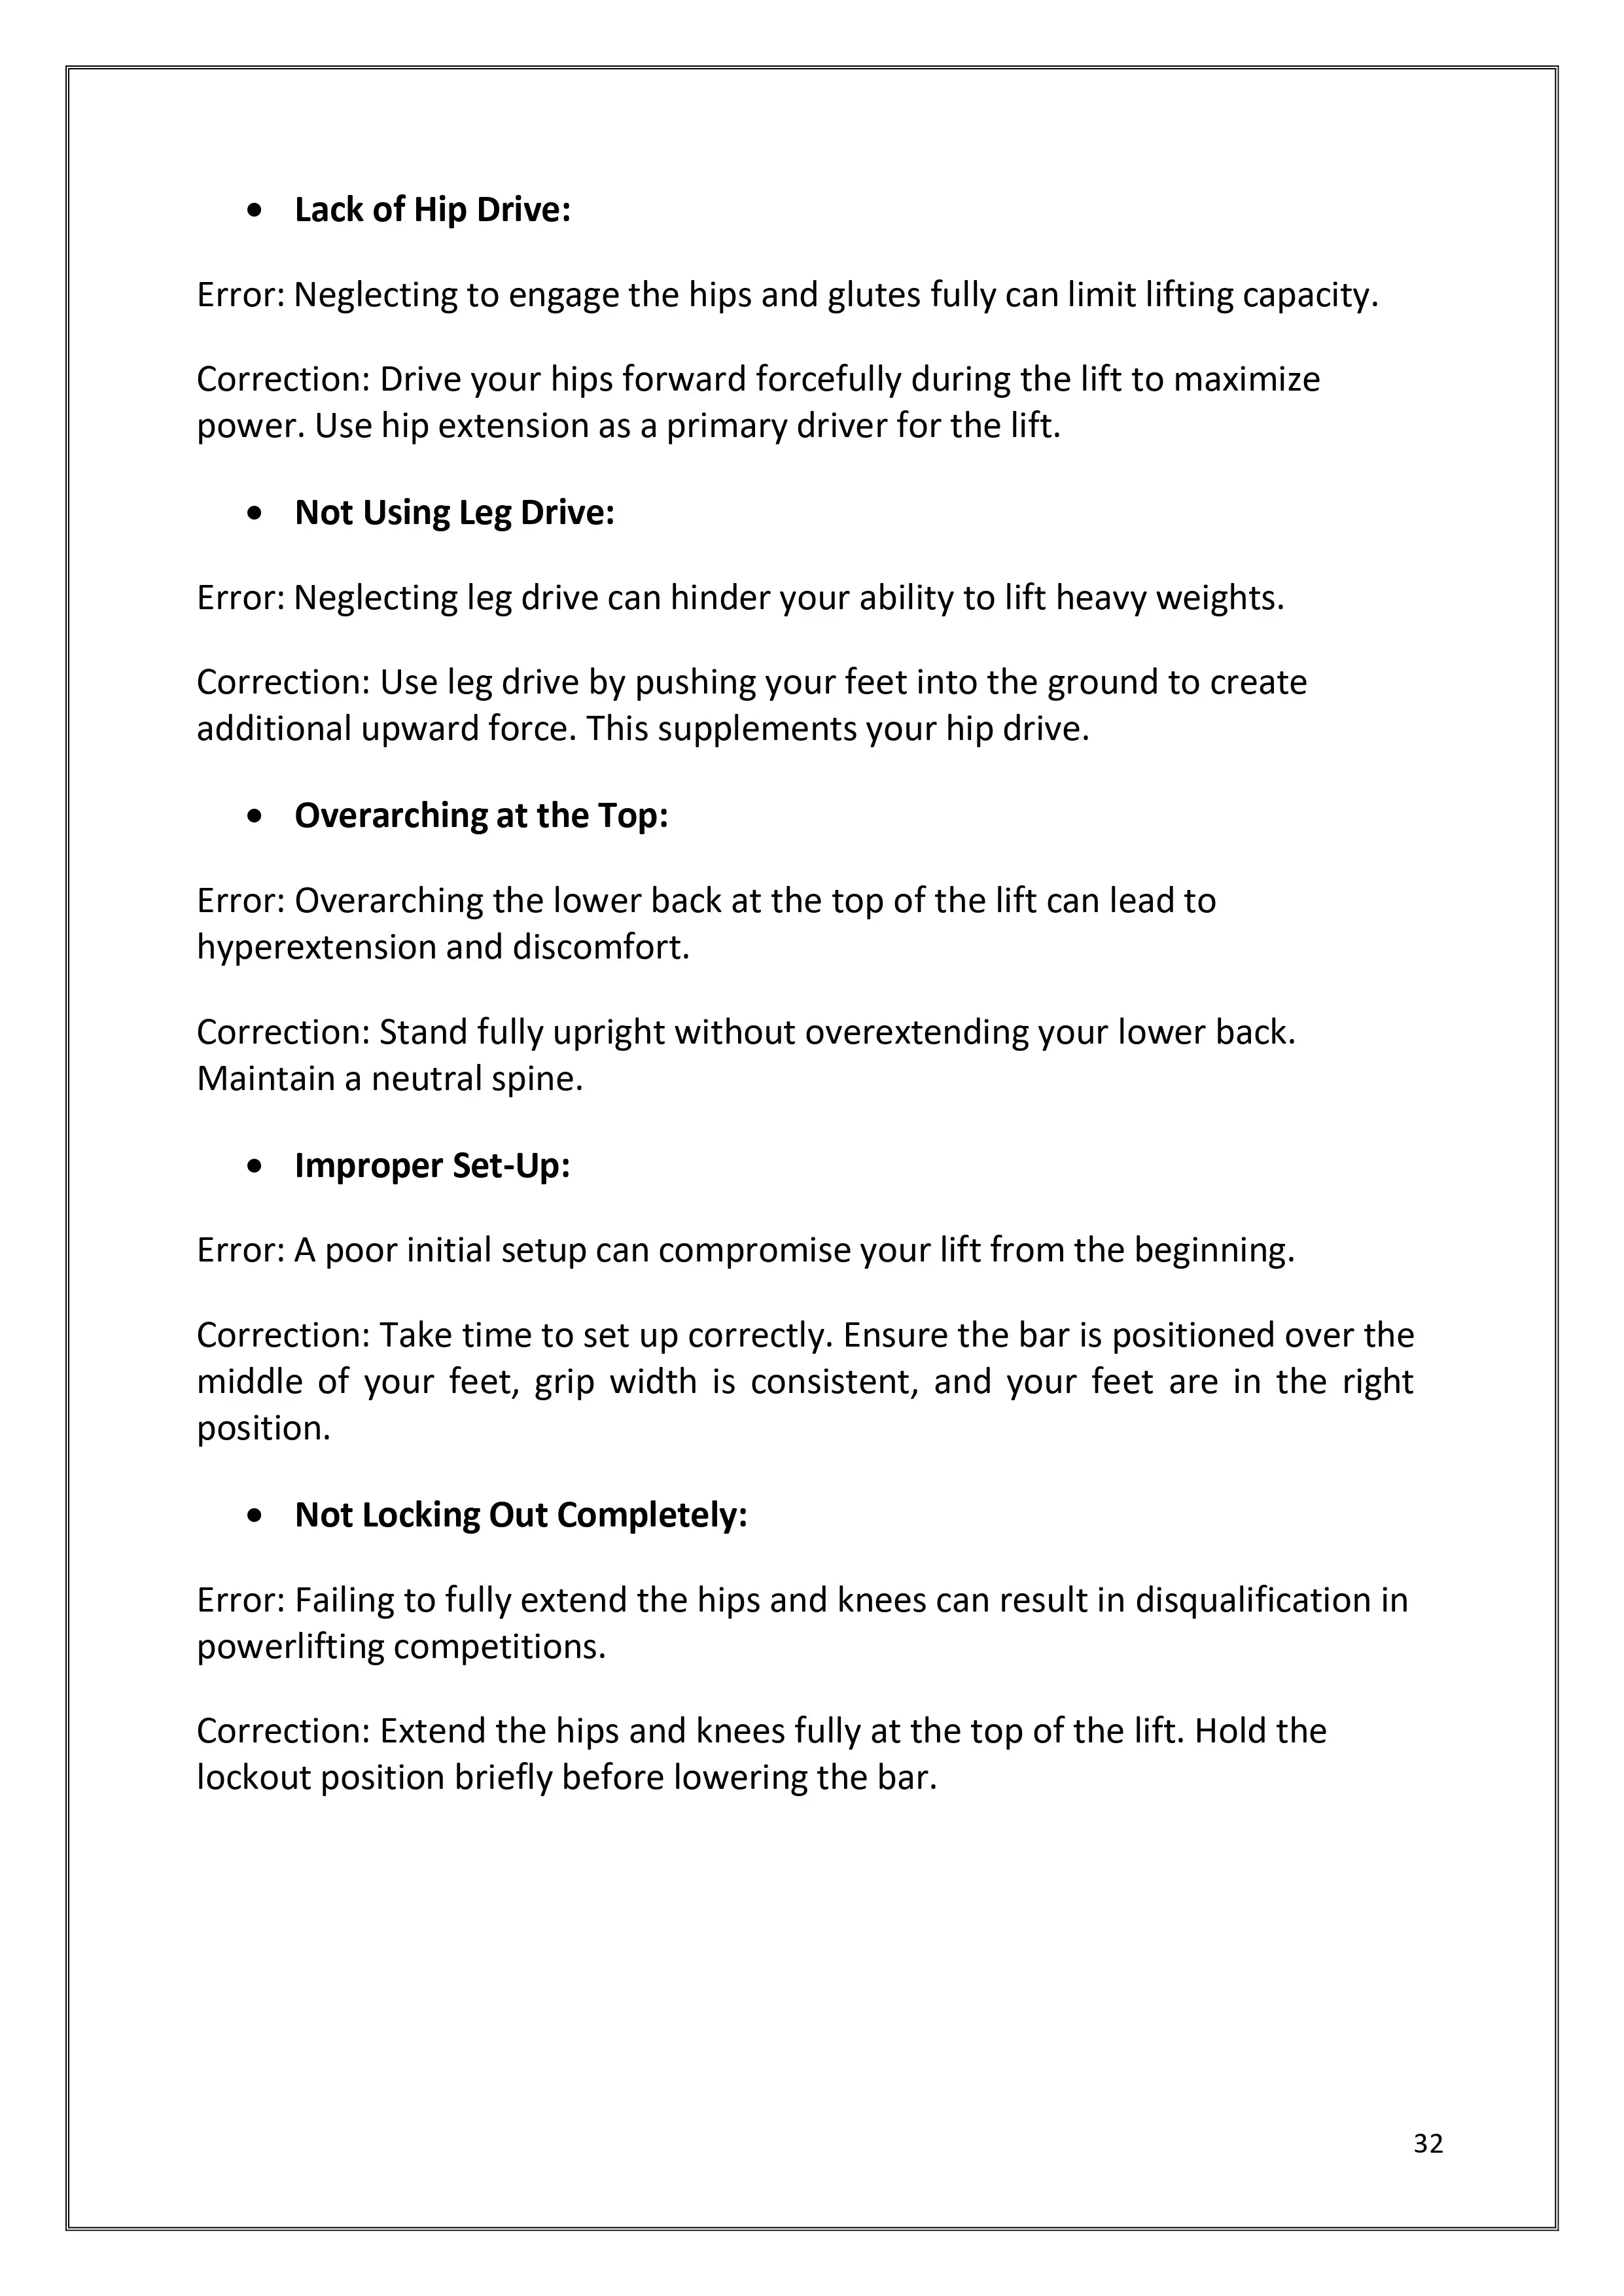 • Lack of Hip Drive:
Error: Neglecting to engage the hips and glutes fully can limit lifting capacity.
Correction: Drive your hips forward forcefully during the lift to maximize
power. Use hip extension as a primary driver for the lift.
• Not Using Leg Drive:
Error: Neglecting leg drive can hinder your ability to lift heavy weights.
Correction: Use leg drive by pushing your feet into the ground to create
additional upward force. This supplements your hip drive.
• Overarching at the Top:
Error: Overarching the lower back at the top of the lift can lead to
hyperextension and discomfort.
Correction: Stand fully upright without overextending your lower back.
Maintain a neutral spine.
• Improper Set-Up:
Error: A poor initial setup can compromise your lift from the beginning.
Correction: Take time to set up correctly. Ensure the bar is positioned over the
middle of your feet, grip width is consistent, and your feet are in the right
position.
• Not Locking Out Completely:
Error: Failing to fully extend the hips and knees can result in disqualification in
powerlifting competitions.
Correction: Extend the hips and knees fully at the top of the lift. Hold the
lockout position briefly before lowering the bar.
32